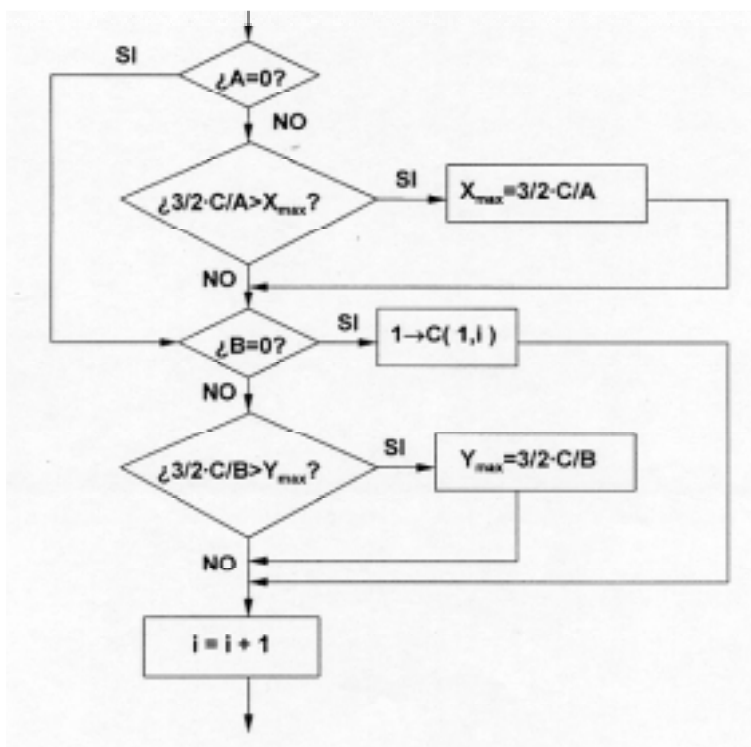 SI
¿A=0?
NO
¿3/2·C/A>Xmax?
SI
Xmax=3/2·C/A
NO
¿B=0?
SI
1→C( 1,i )
NO
¿3/2·C/B>Ymax?
SI
Ymax=3/2·C/B
NO
i = i + 1